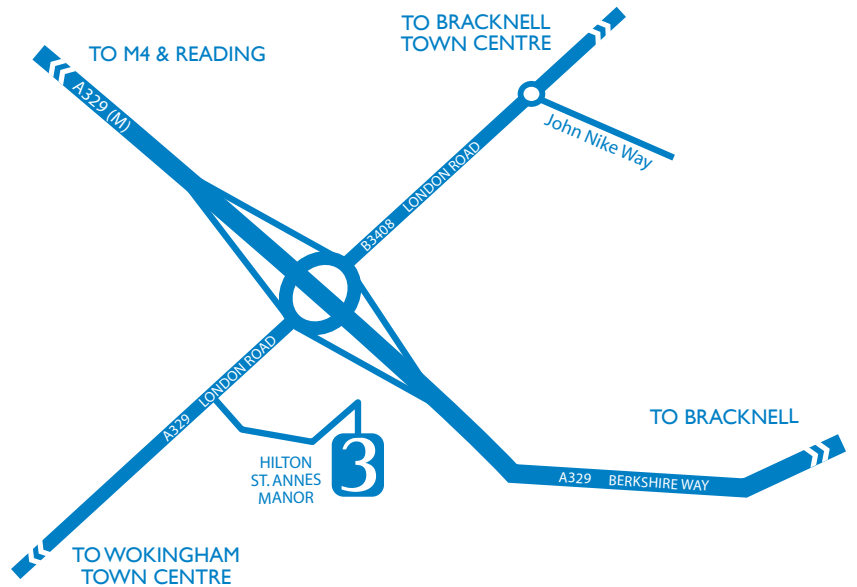 TO BRACKNELL
TOWN CENTRE
TO M4 & READING
A329 (M)
John Nike Way
B3408 LONDON ROAD
A329 LONDON ROAD
TO BRACKNELL
HILTON
ST. ANNES
MANOR
3
A329 BERKSHIRE WAY
TO WOKINGHAM
TOWN CENTRE